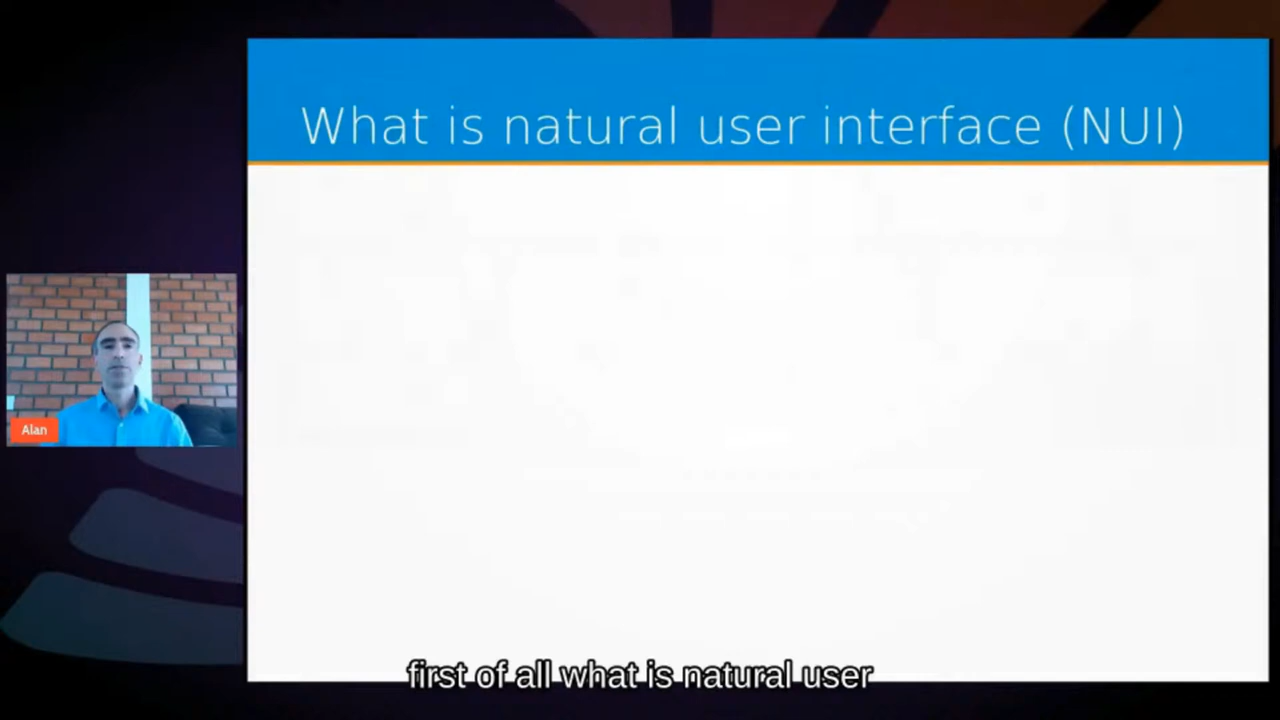 What is natural user interface (NUI)
Alan
first of all what is natural user